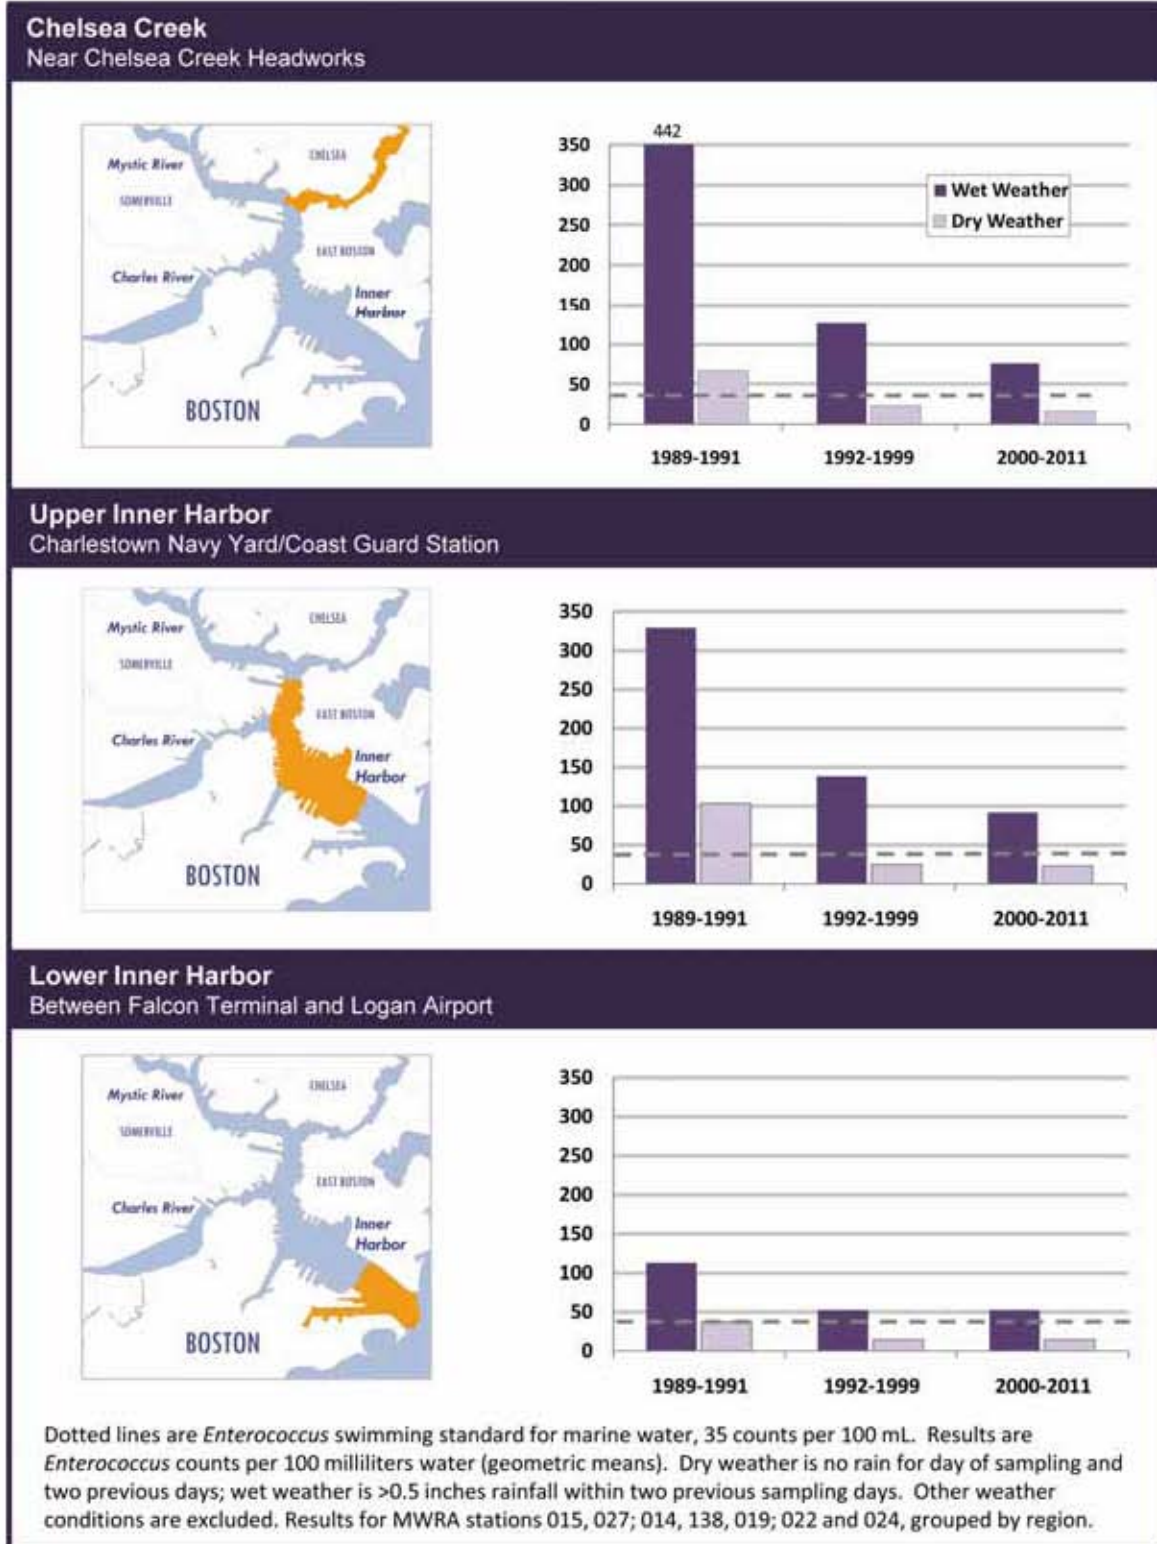 Chelsea Creek
Near Chelsea Creek Headworks
Mystic River
CHELSEA
SOMERVILLE
EAST BOSTON
Charles River
Inner
Harbor
BOSTON
442
350
300
250
200
150
100
50
0
Wet Weather
Dry Weather
1989-1991
1992-1999
2000-2011
Upper Inner Harbor
Charlestown Navy Yard/Coast Guard Station
Mystic River
CHELSEA
SOMERVILLE
EAST BOSTON
Charles River
Inner
Harbor
BOSTON
350
300
250
200
150
100
50
0
1989-1991
1992-1999
2000-2011
Lower Inner Harbor
Between Falcon Terminal and Logan Airport
Mystic River
CHELSEA
SOMERVILLE
EAST BOSTON
Charles River
Inner
Harbor
BOSTON
350
300
250
200
150
100
50
0
1989-1991
1992-1999
2000-2011
Dotted lines are Enterococcus swimming standard for marine water, 35 counts per 100 mL. Results are
Enterococcus counts per 100 milliliters water (geometric means). Dry weather is no rain for day of sampling and
two previous days; wet weather is >0.5 inches rainfall within two previous sampling days. Other weather
conditions are excluded. Results for MWRA stations 015, 027; 014, 138, 019; 022 and 024, grouped by region.